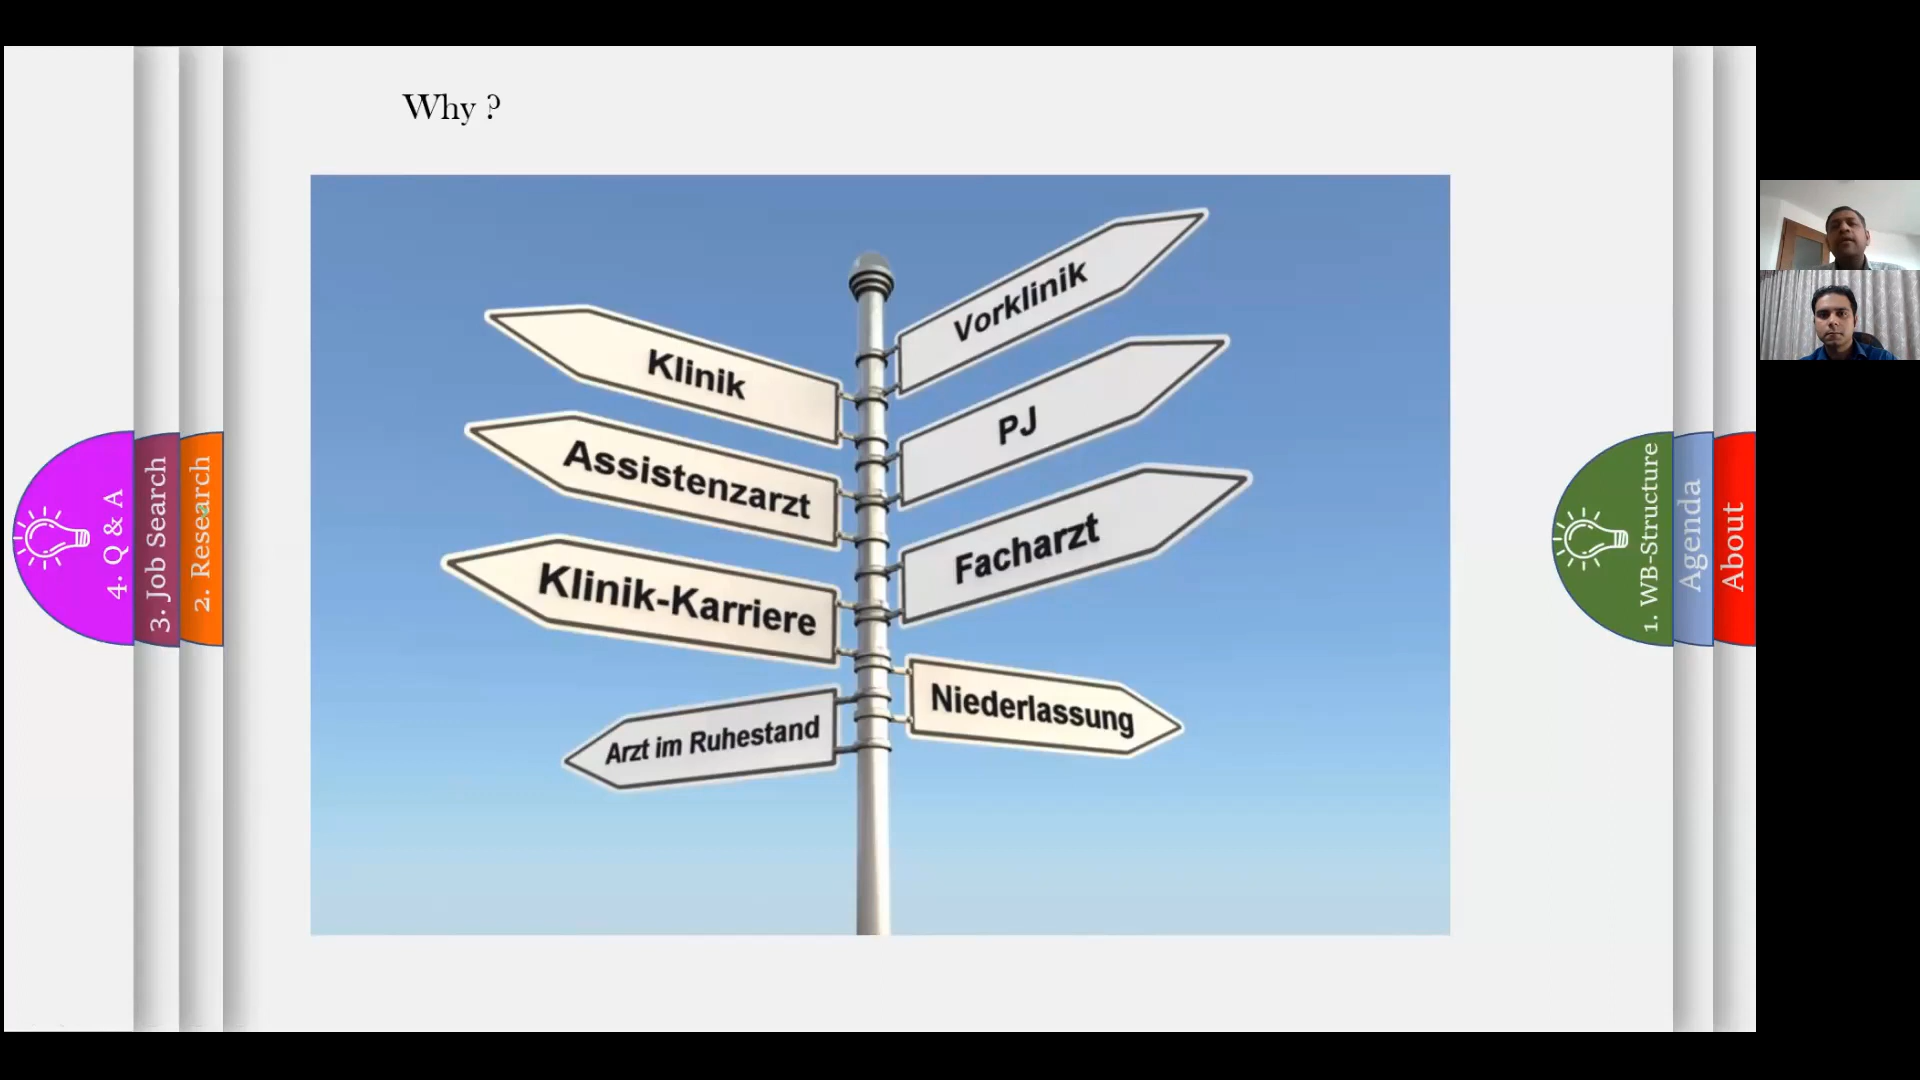 Why ?
Klinik
Assistenzarzt
Klinik-Karriere
Arzt im Ruhestand
Vorklinik
PJ
Facharzt
Niederlassung
4. Q & A
3. Job Search
2. Research
1. WB-Structure
Agenda
About